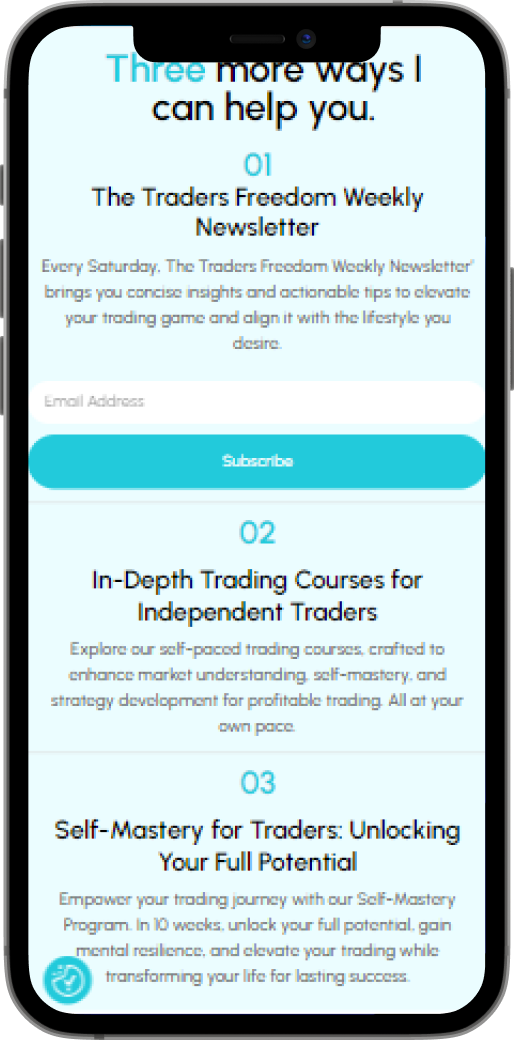 Three more ways I
can help you.
01
The Traders Freedom Weekly
Newsletter
Every Saturday, The Traders Freedom Weekly Newsletter'
brings you concise insights and actionable tips to elevate
your trading game and align it with the lifestyle you
desire.
Email Address
Subscribe
02
In-Depth Trading Courses for
Independent Traders
Explore our self-paced trading courses, crafted to
enhance market understanding, self-mastery, and
strategy development for profitable trading. All at your
own pace.
03
Self-Mastery for Traders: Unlocking
Your Full Potential
Empower your trading journey with our Self-Mastery
Program. In 10 weeks, unlock your full potential, gain
mental resilience, and elevate your trading while
transforming your life for lasting success.